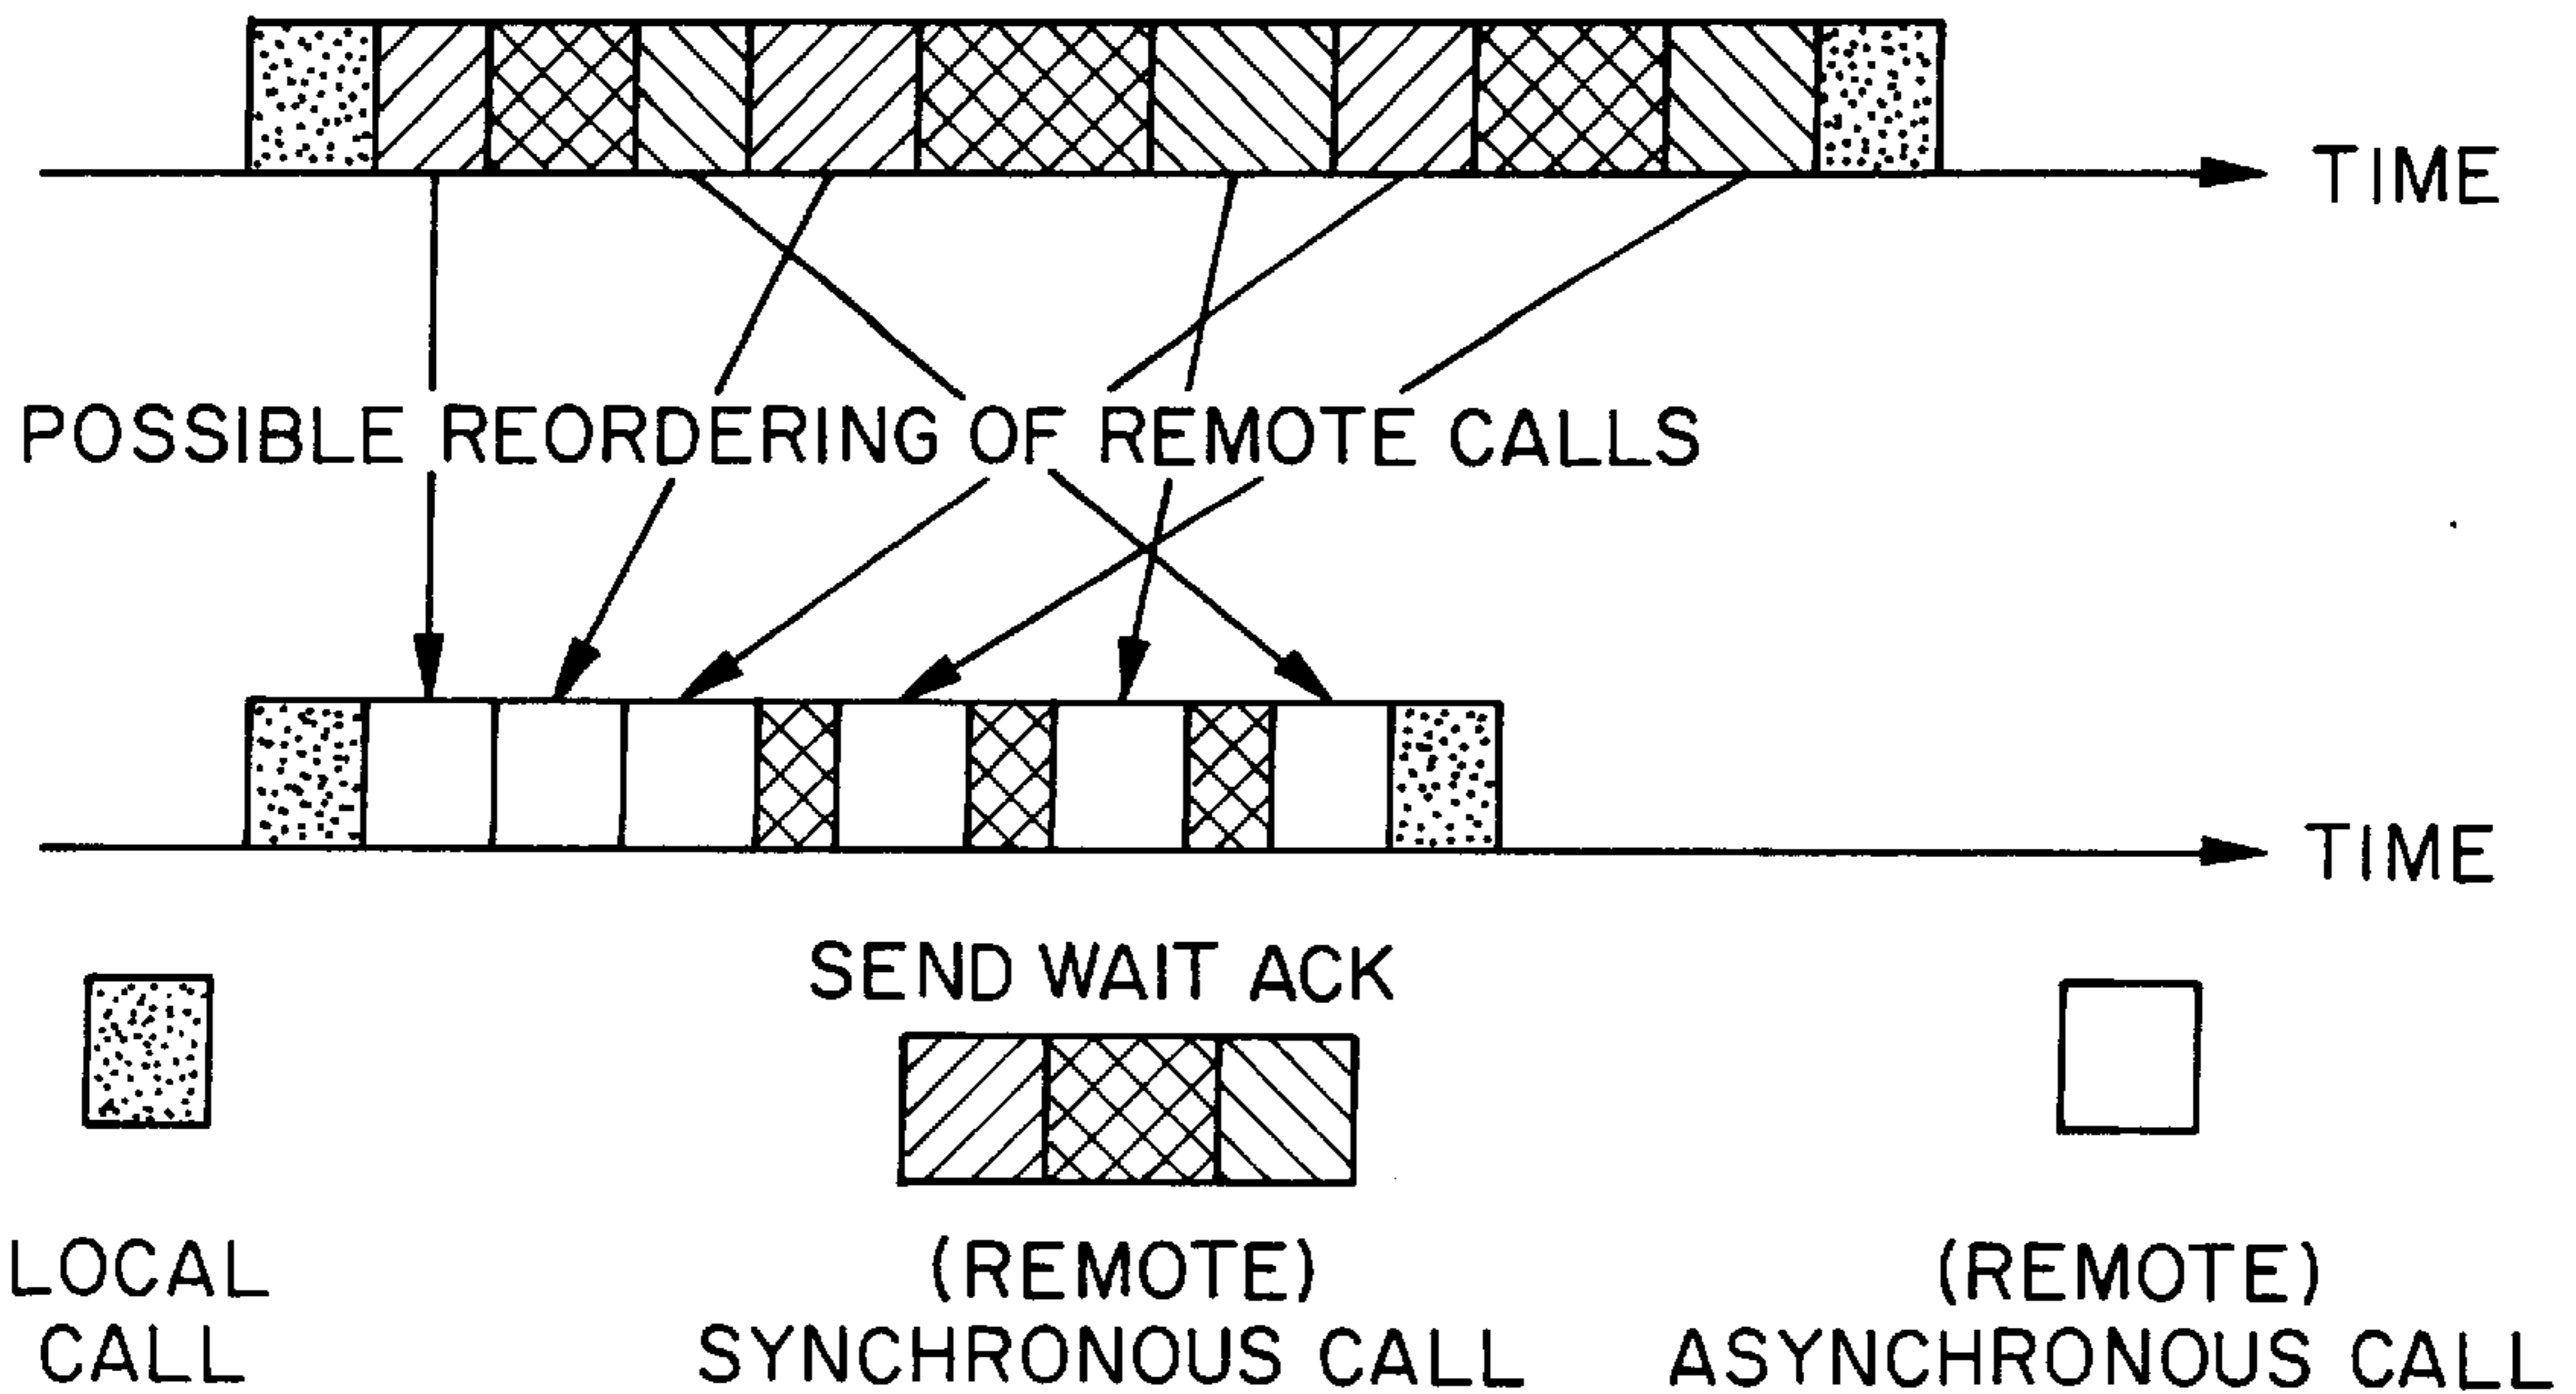 TIME
POSSIBLE REORDERING OF REMOTE CALLS
TIME
SEND WAIT ACK
LOCAL
CALL
(REMOTE)
SYNCHRONOUS CALL
(REMOTE)
ASYNCHRONOUS CALL